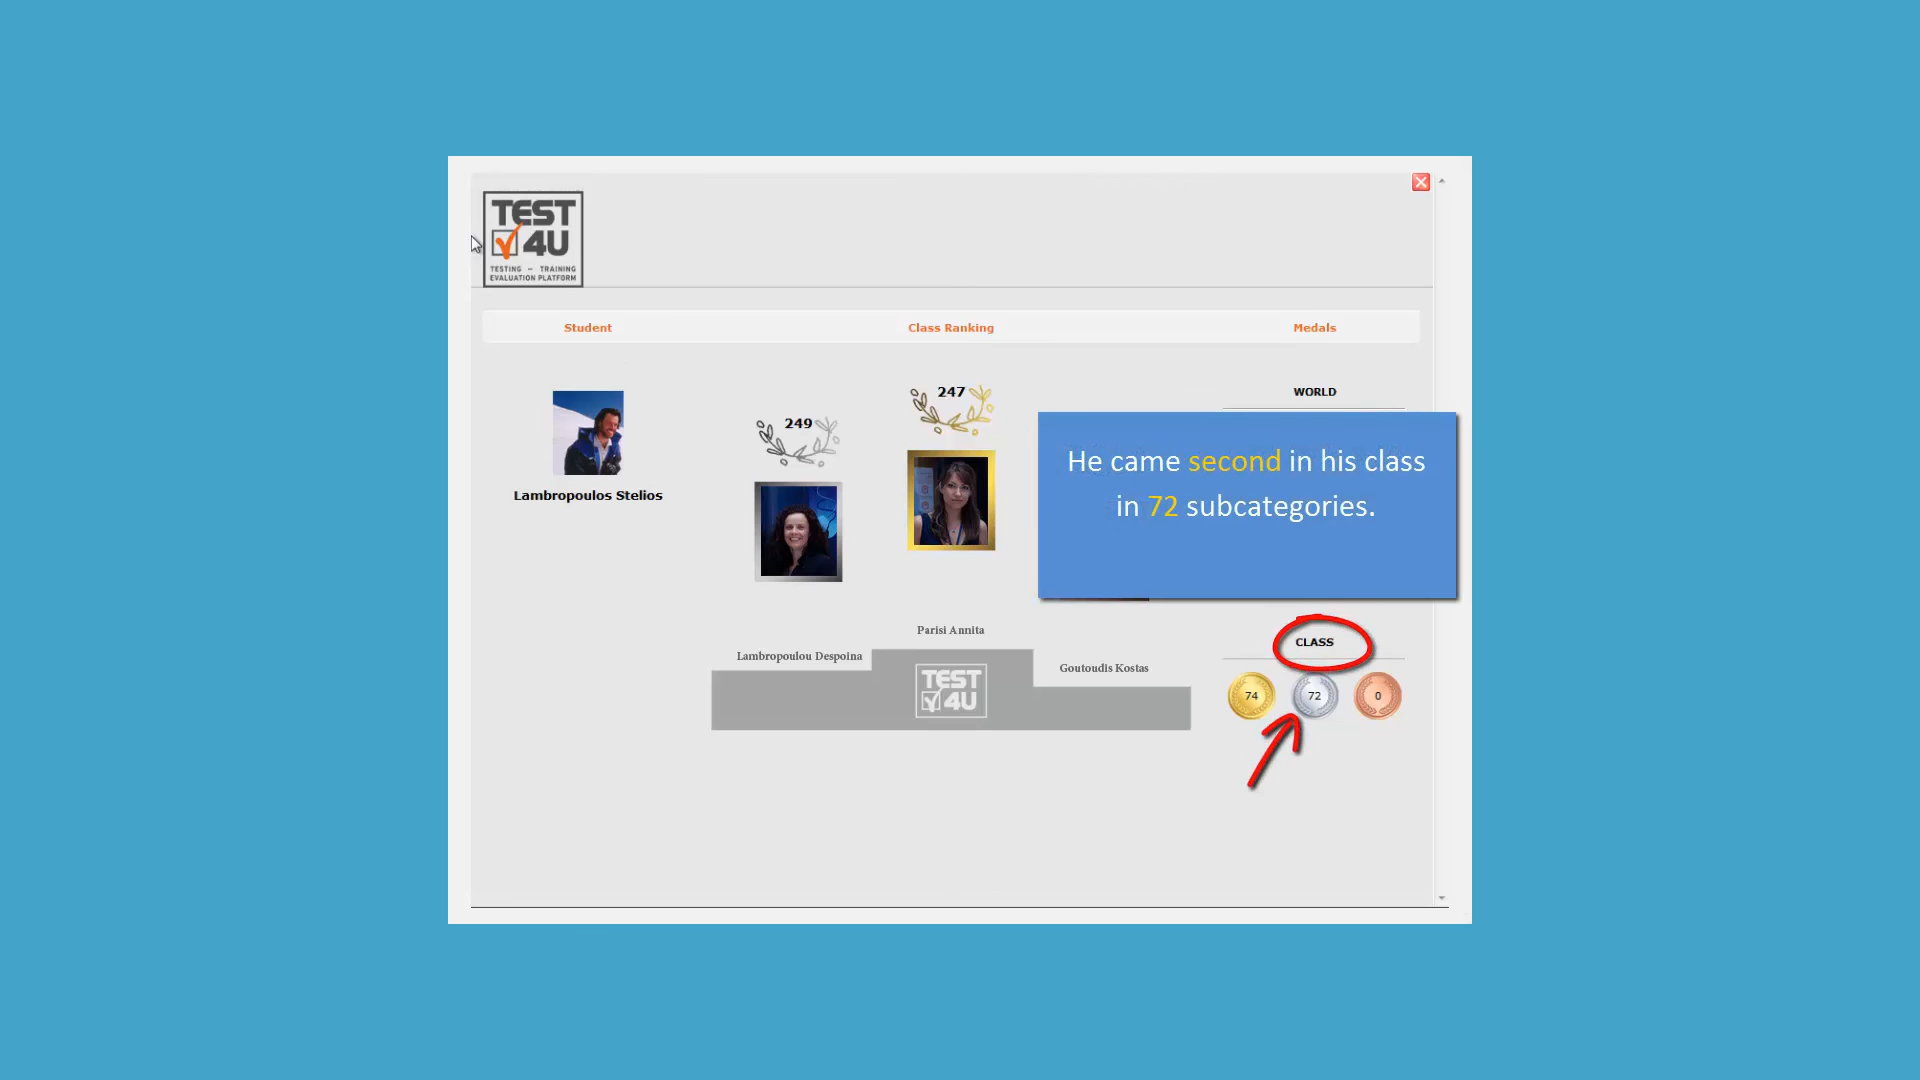 TEST
4U
TESTING – TRAINING
EVALUATION PLATFORM
Student
Class Ranking
Medals
247
WORLD
249
He came second in his class
in 72 subcategories.
Lambropoulos Stelios
Parisi Annita
CLASS
Lambropoulou Despoina
Goutoudis Kostas
TEST
4U
74
72
0